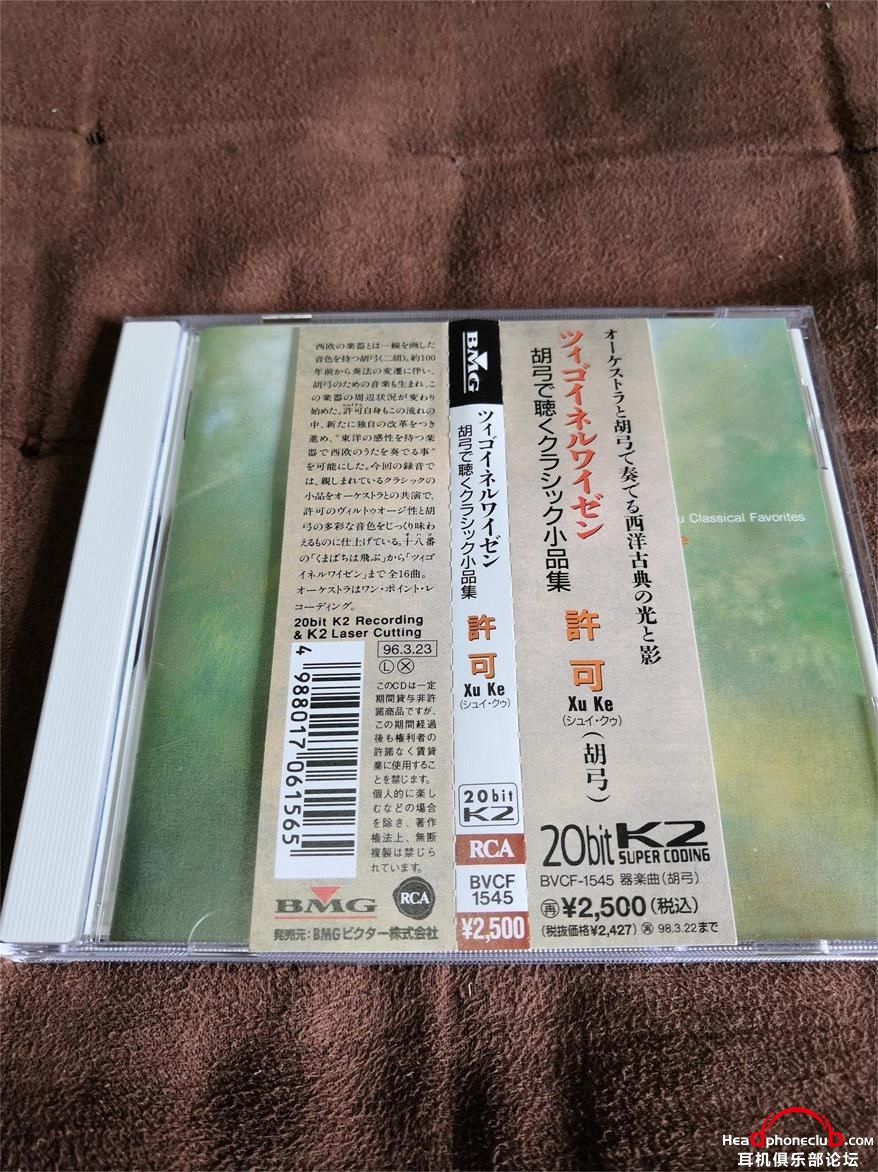 西欧の楽器とは一線を画した
音色を持つ胡弓(二胡)。約100
年前から奏法の変遷に伴い、
胡弓のための音楽も生まれ、こ
の楽器の周辺状況が変わり
始めた。許可自身もこの流れの
中、新たに独自の改革をつき
進め、“東洋の感性を持つ楽
器で西欧のうたを奏でる事”
を可能にした。今回の録音で
は、親しまれているクラシックの
小品をオーケストラとの共演で、
許可のヴィルトゥオージ性と胡
弓の多彩な音色をじっくり味わ
えるものに仕上げている。十八番
の「くまばちは飛ぶ」から「ツィゴ
イネルワイゼン」まで全16曲。
オーケストラはワン・ポイント・レ
コーディング。
20bit K2 Recording
& K2 Laser Cutting
96.3.23
L X
4988017061565
このCDは一定
期間貸与非許
諾商品ですが、
この期間経過
後も権利者の
許諾なく賃貸
業に使用するこ
とを禁じます。
個人的に楽し
むなどの場合
を除き、著作
権法上、無断
複製は禁じら
れています。
BMG
RCA
発売元:BMGビクター株式会社
BMG
ツィゴイネルワイゼン
胡弓で聴くクラシック小品集
許可
Xu Ke
(シュイ・クゥ)
20bit
K2
RCA
BVCF
1545
¥2,500
オーケストラと胡弓で奏でる西洋古典の光と影
ツィゴイネルワイゼン
胡弓で聴くクラシック小品集
許可
Xu Ke
(シュイ・クゥ)
(胡弓)
20bit K2
SUPER CODING
BVCF-1545 器楽曲(胡弓)
再¥2,500(税込)
(税抜価格¥2,427) 再98.3.22まで
Classical Favorites
Headphoneclub.com
耳机俱乐部论坛